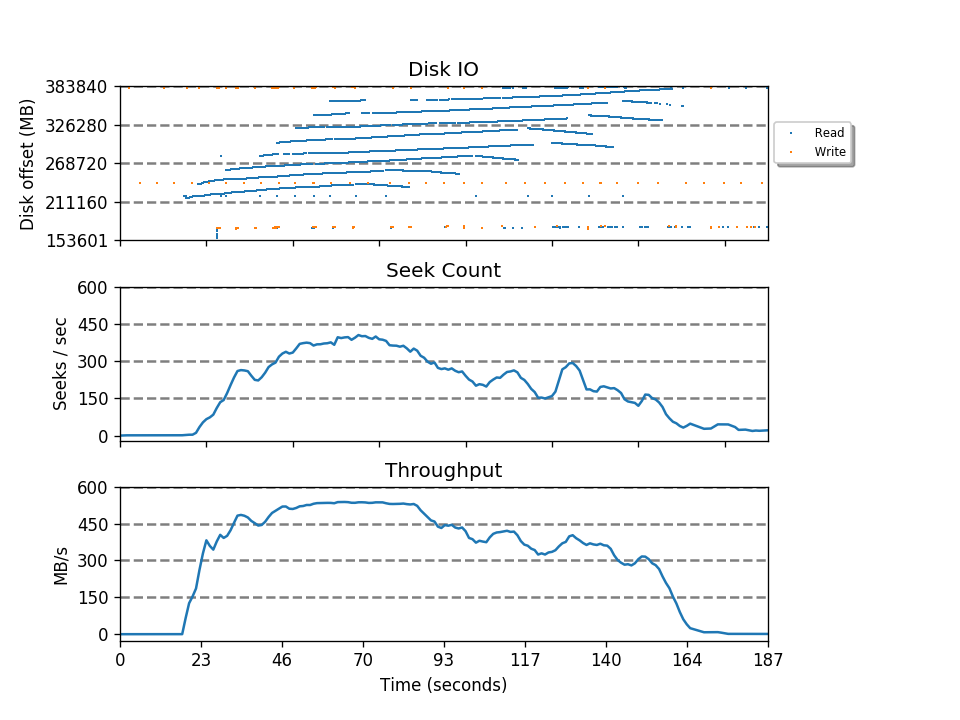 Disk IO
383840
326280
268720
211160
153601
Disk offset (MB)
Read
Write
Seek Count
600
450
300
150
0
Seeks / sec
Throughput
600
450
300
150
0
MB/s
0 23 46 70 93 117 140 164 187
Time (seconds)